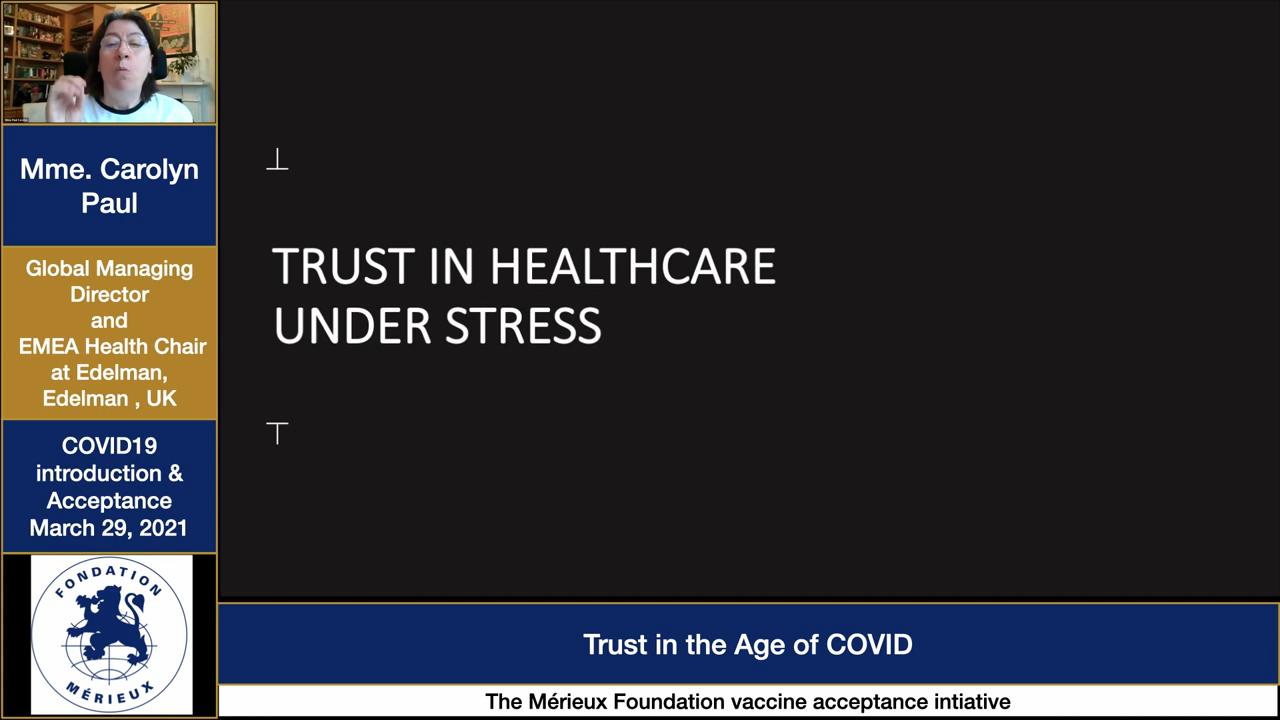 Mme. Carolyn
Paul
Global Managing
Director
and
EMEA Health Chair
at Edelman,
Edelman , UK
COVID19
introduction &
Acceptance
March 29, 2021
FONDATION
MÉRIEUX
TRUST IN HEALTHCARE
UNDER STRESS
Trust in the Age of COVID
The Mérieux Foundation vaccine acceptance intiative